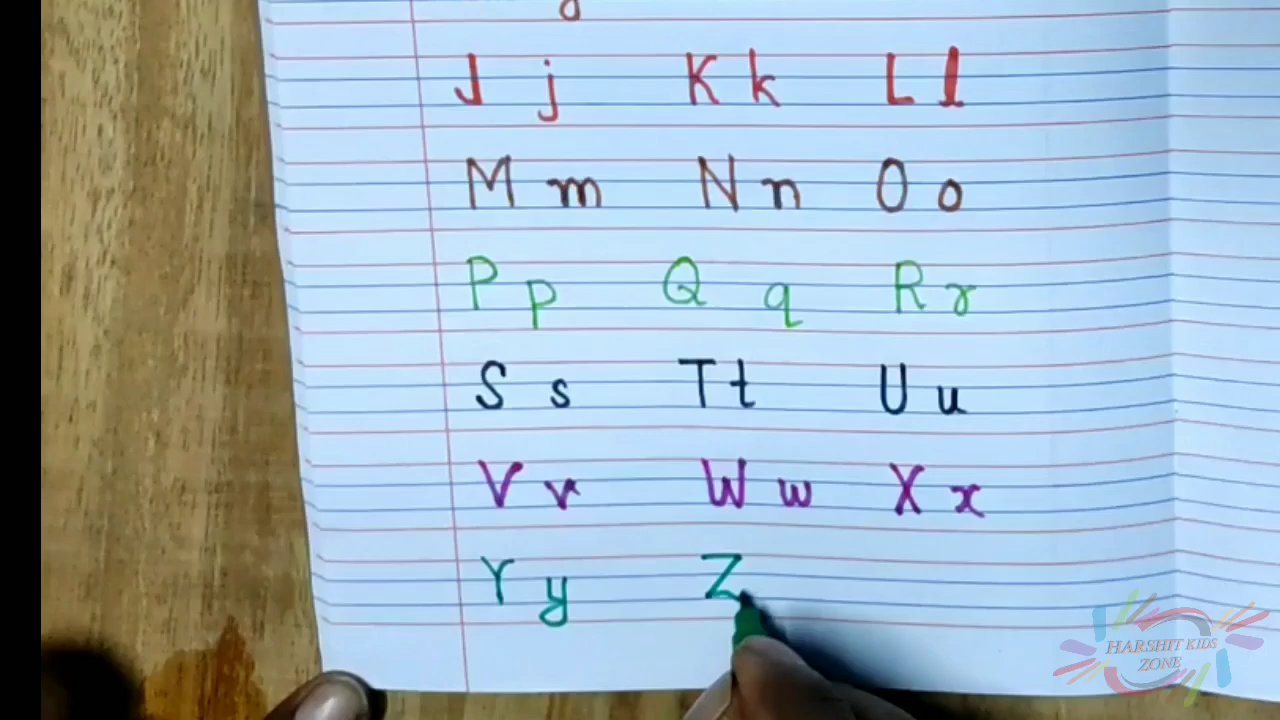 J j K k L l
M m N n O o
P p Q q R r
S s T t U u
V v W w X x
Y y Z
HARSHIT KIDS
ZONE